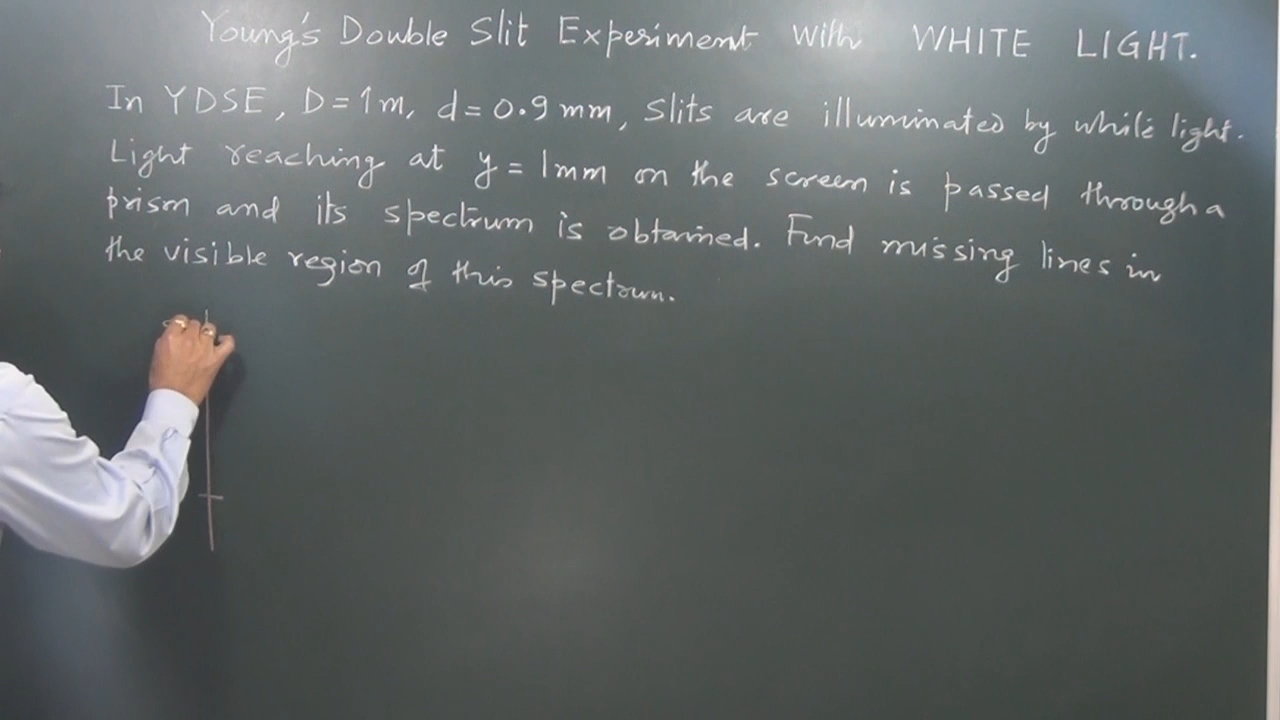 Young's Double Slit Experiment with WHITE LIGHT.
In YDSE, D = 1m, d = 0.9 mm, slits are illuminated by white light.
Light reaching at y = 1mm on the screen is passed through a
prism and its spectrum is obtained. Find missing lines in
the visible region of this spectrum.